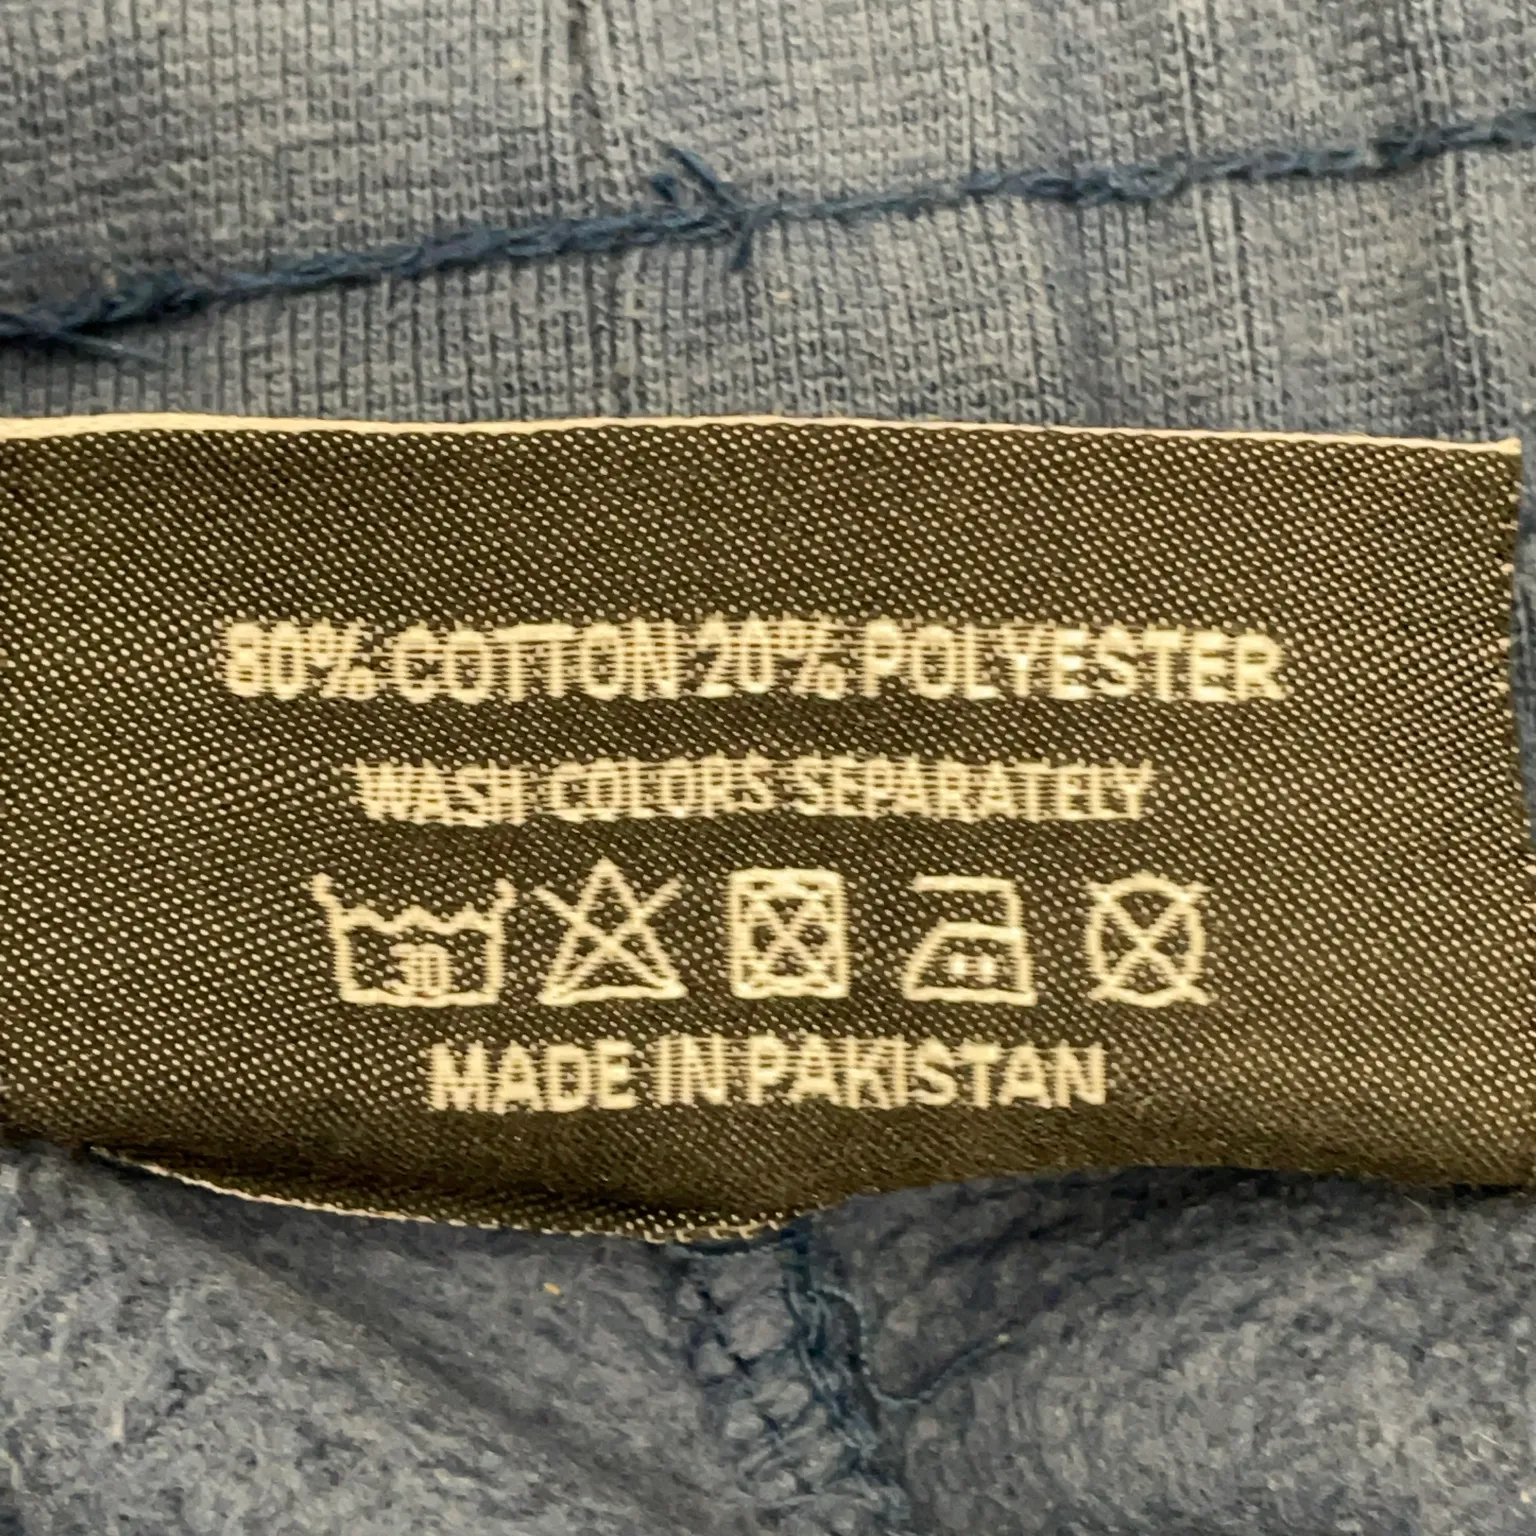 80% COTTON 20% POLYESTER
WASH COLORS SEPARATELY
30
MADE IN PAKISTAN